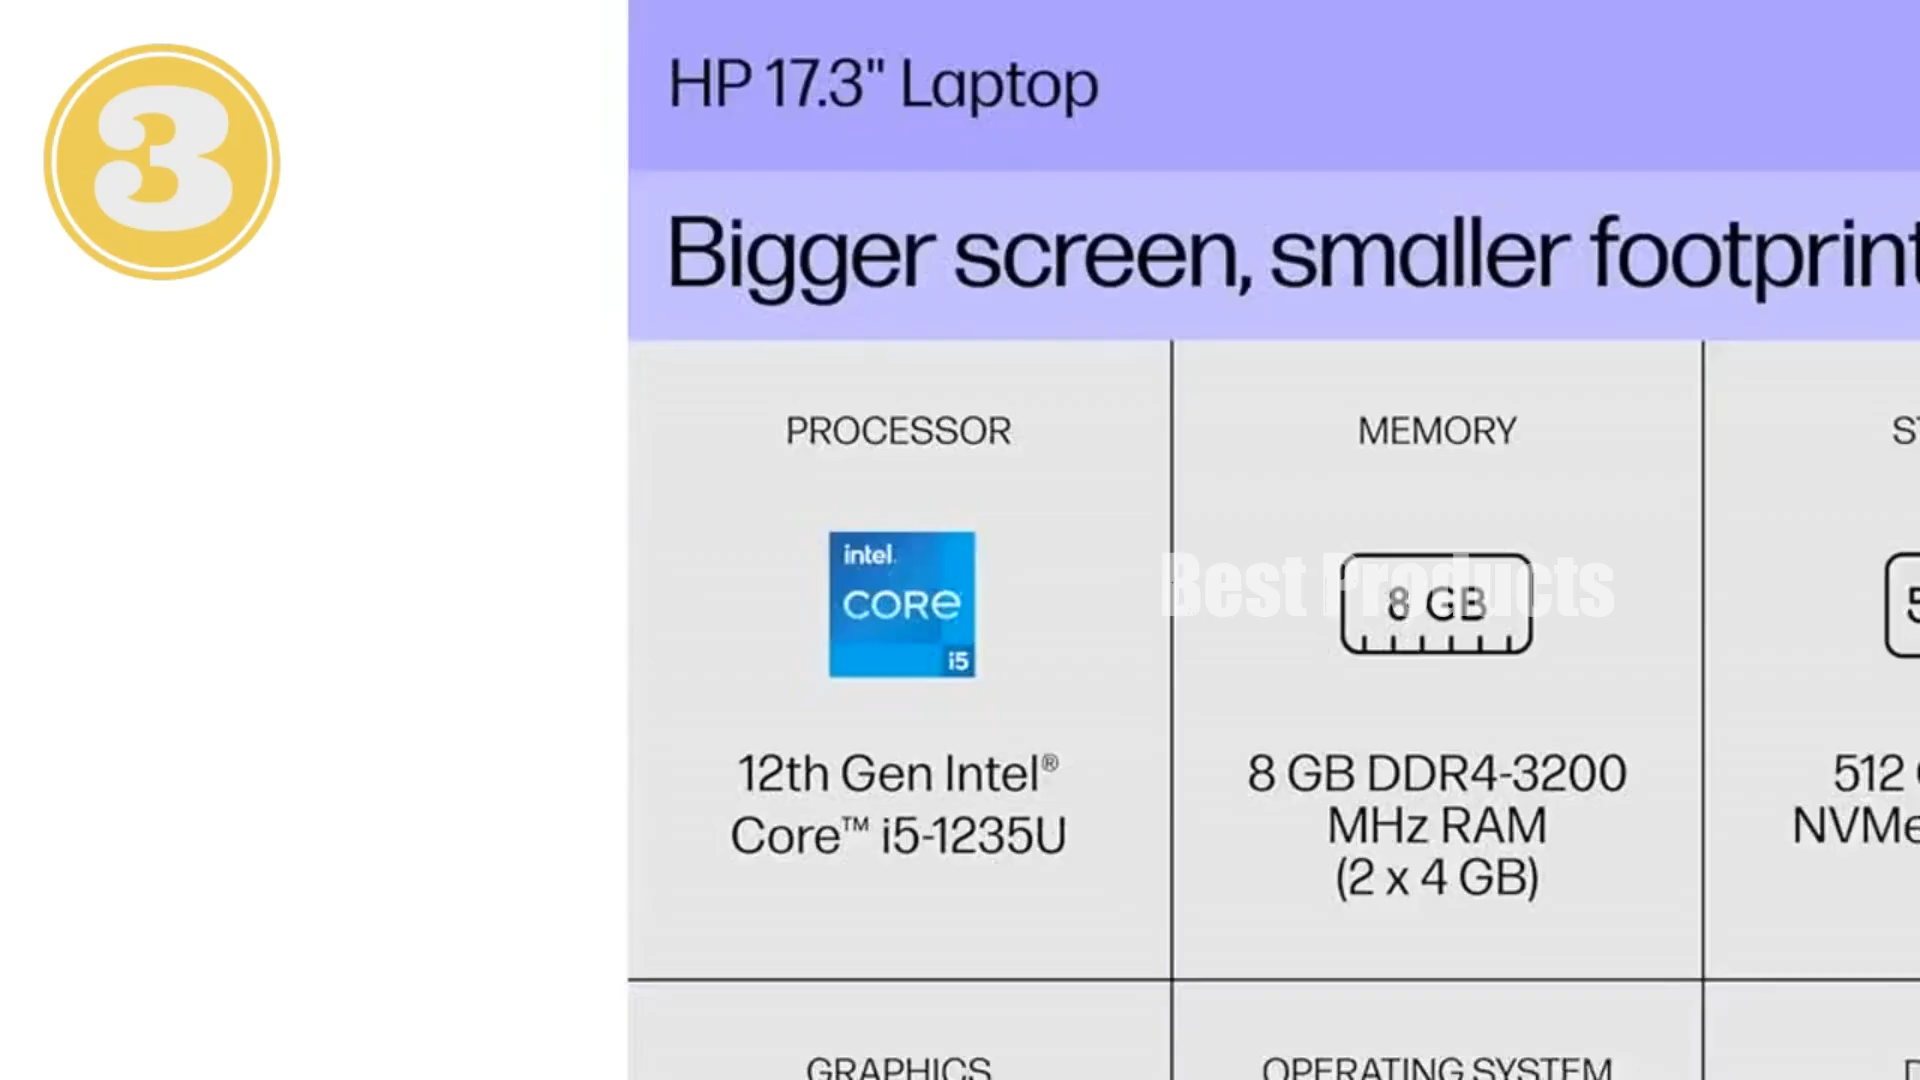 3
HP 17.3" Laptop
Bigger screen, smaller footprint
PROCESSOR
MEMORY
intel.
CORE
i5
8 GB
Best Products
12th Gen Intel®
Core™ i5-1235U
8 GB DDR4-3200
MHz RAM
(2 x 4 GB)
512
NVMe
GRAPHICS
OPERATING SYSTEM